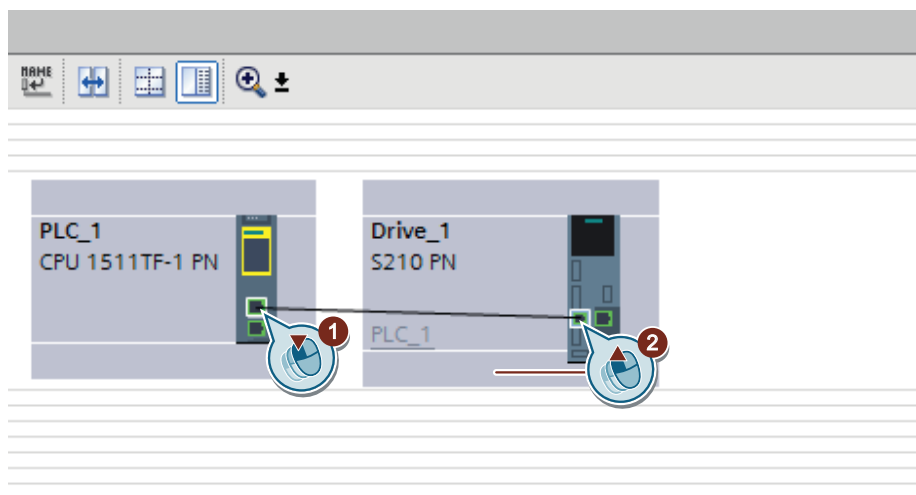 NAME
±
PLC_1
CPU 1511TF-1 PN
Drive_1
S210 PN
PLC_1
1
2